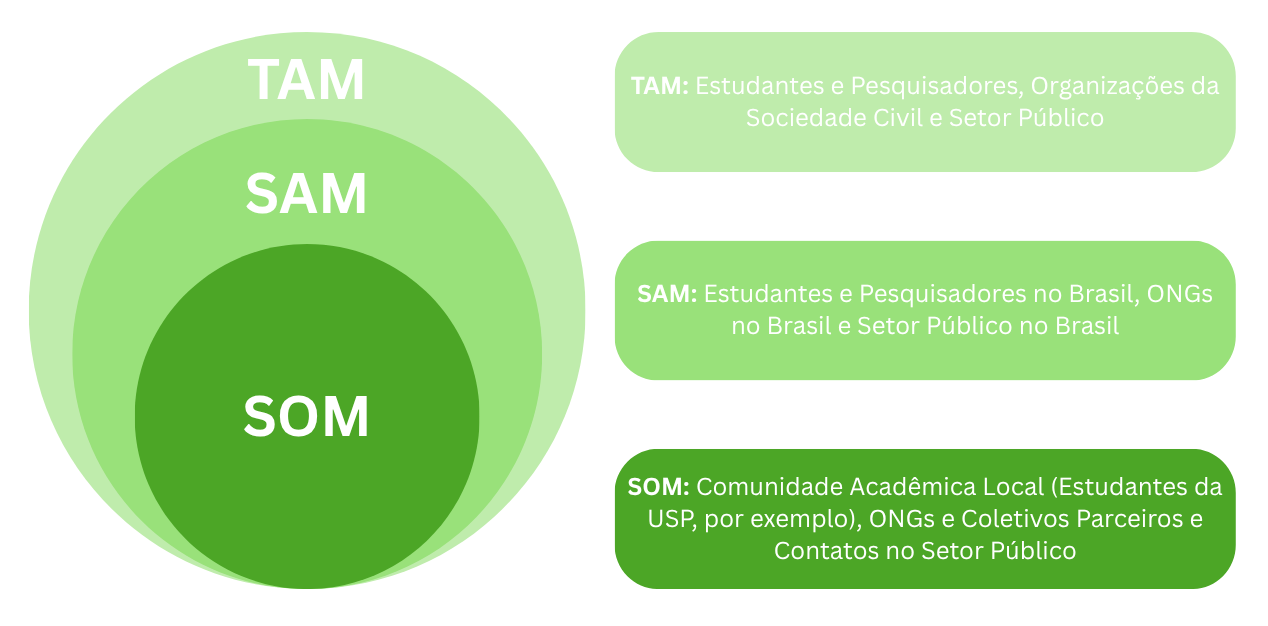 TAM
SAM
SOM
TAM: Estudantes e Pesquisadores, Organizações da
Sociedade Civil e Setor Público
SAM: Estudantes e Pesquisadores no Brasil, ONGs
no Brasil e Setor Público no Brasil
SOM: Comunidade Acadêmica Local (Estudantes da
USP, por exemplo), ONGs e Coletivos Parceiros e
Contatos no Setor Público